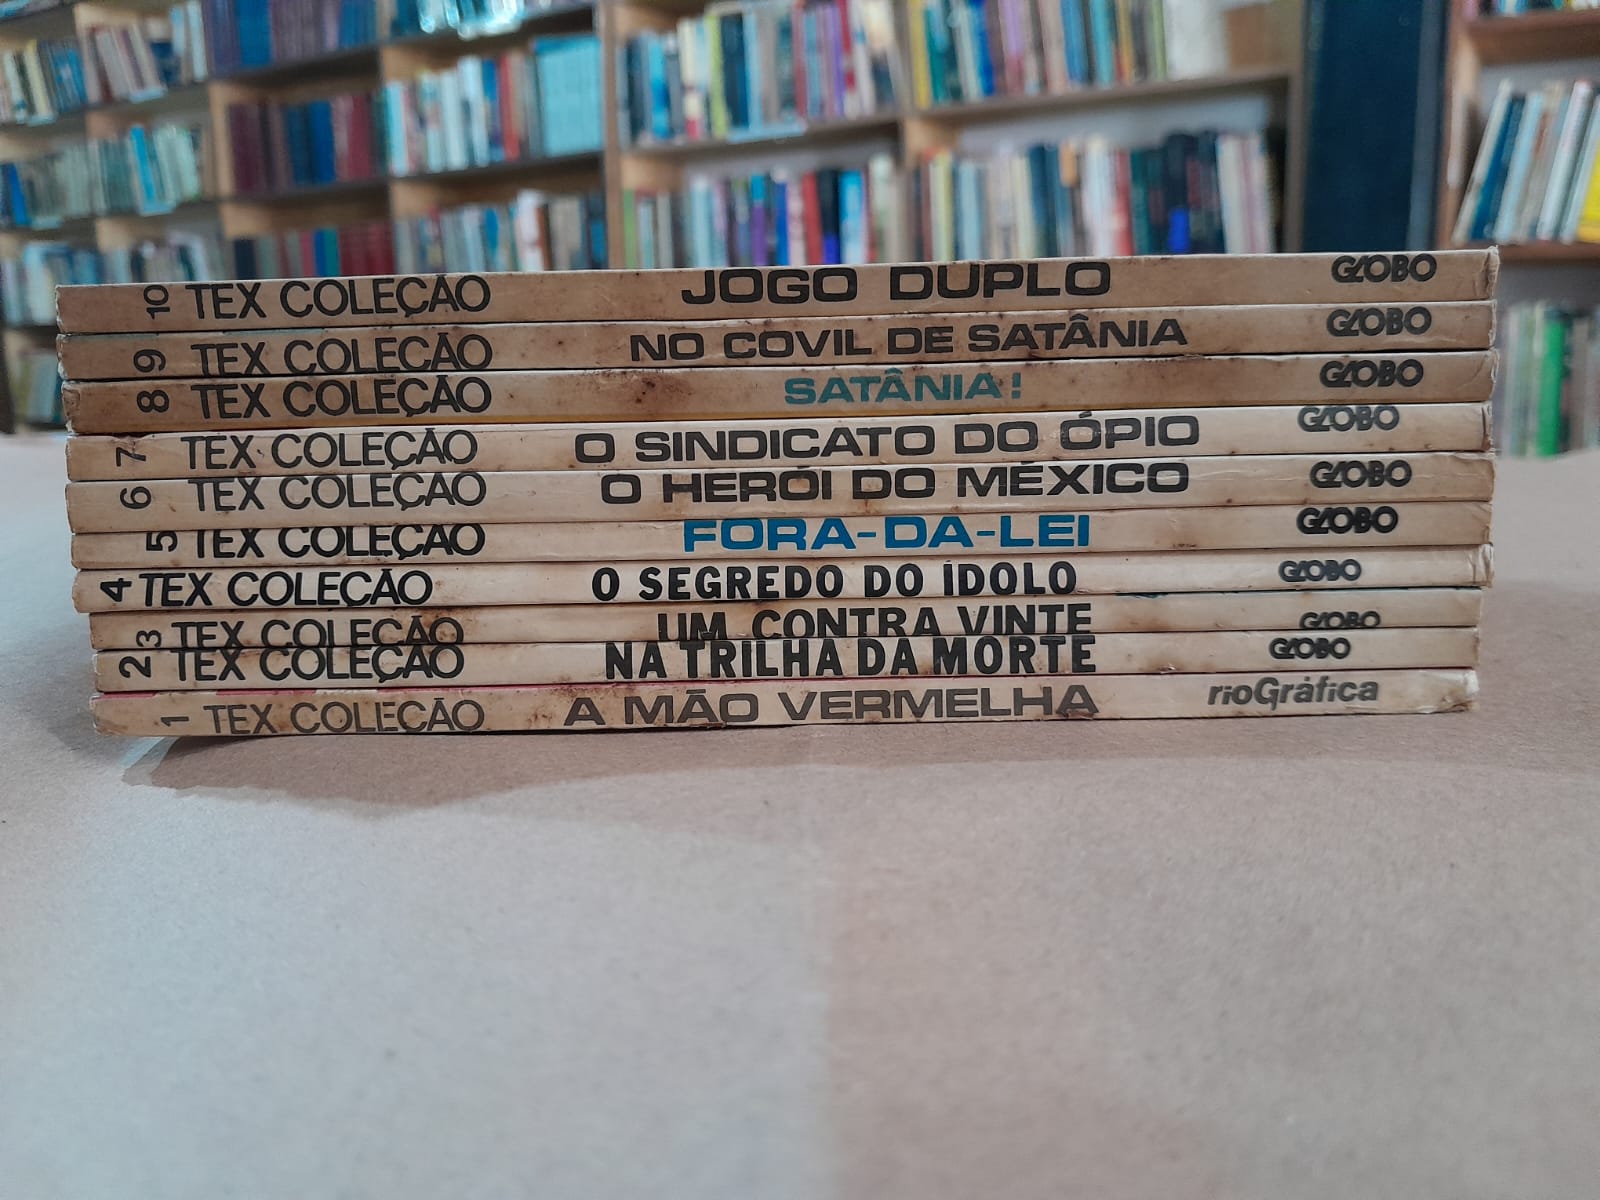 10 TEX COLEÇÃO JOGO DUPLO GLOBO
9 TEX COLEÇÃO NO COVIL DE SATÂNIA GLOBO
8 TEX COLEÇÃO SATÂNIA! GLOBO
7 TEX COLEÇÃO O SINDICATO DO ÓPIO GLOBO
6 TEX COLEÇÃO O HERÓI DO MÉXICO GLOBO
5 TEX COLEÇÃO FORA-DA-LEI GLOBO
4 TEX COLEÇÃO O SEGREDO DO ÍDOLO GLOBO
3 TEX COLEÇÃO UM CONTRA VINTE GLOBO
2 TEX COLEÇÃO NA TRILHA DA MORTE GLOBO
1 TEX COLEÇÃO A MÃO VERMELHA rioGráfica